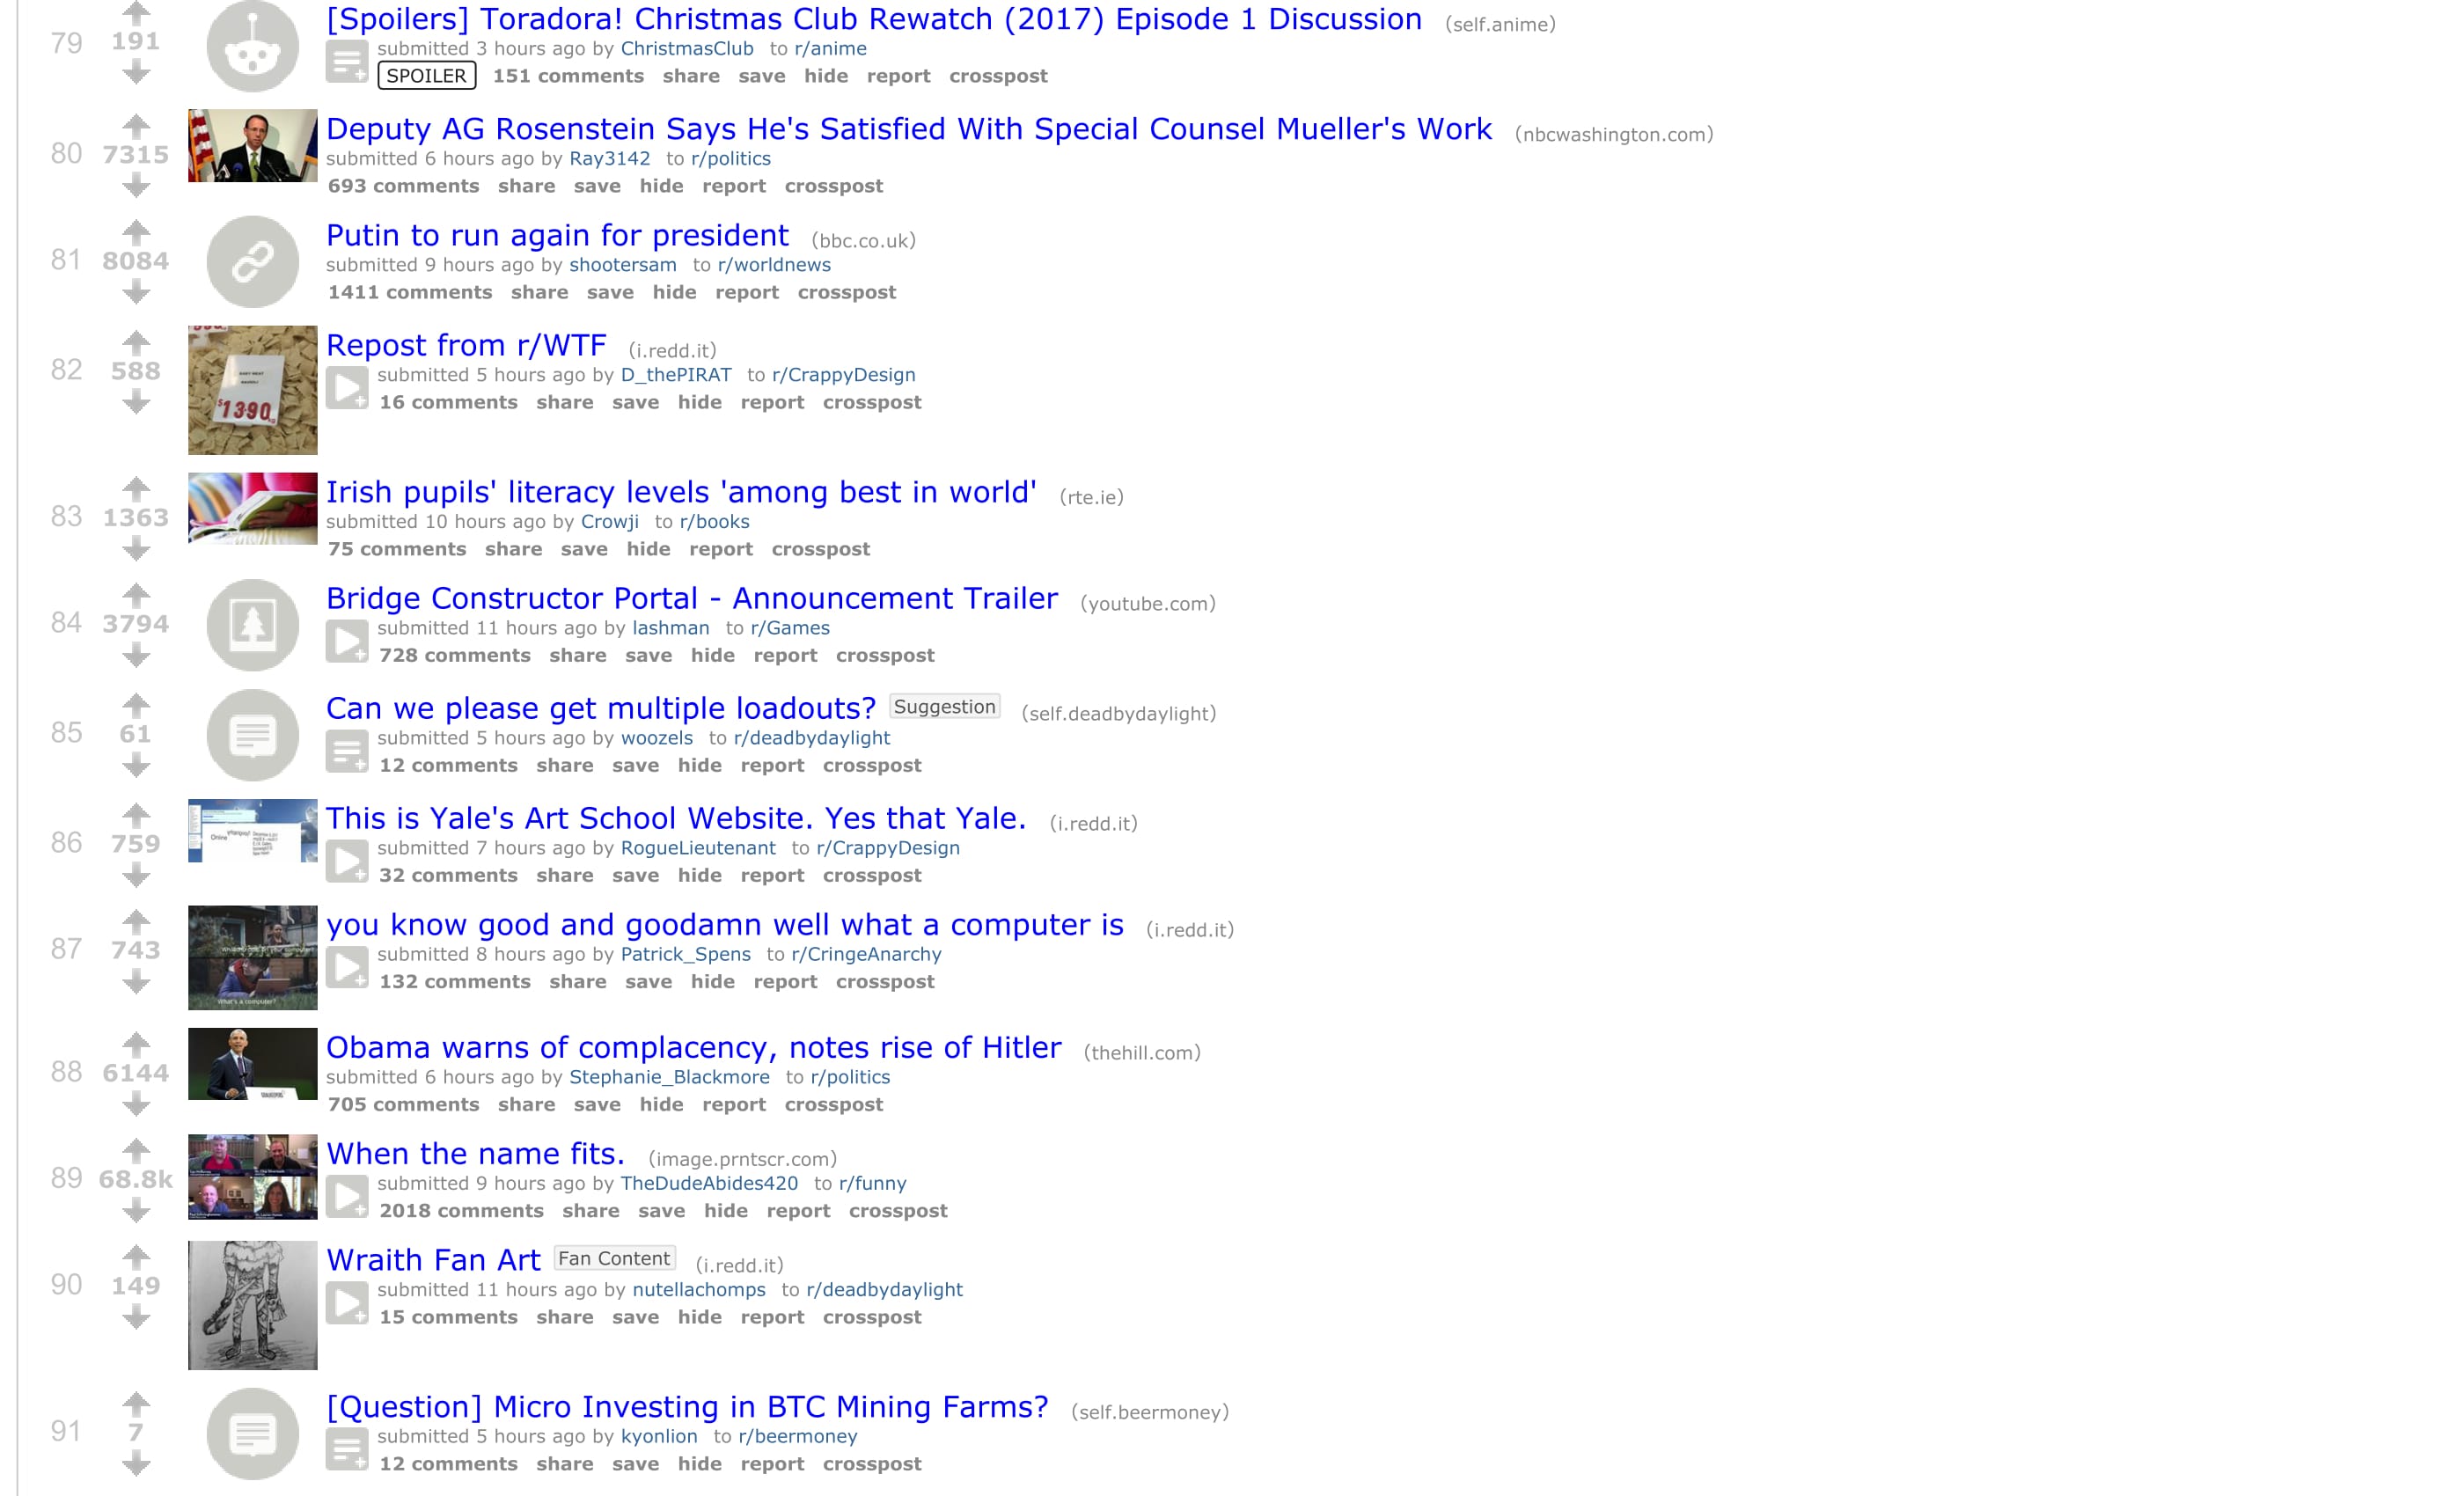 79 191 [Spoilers] Toradora! Christmas Club Rewatch (2017) Episode 1 Discussion (self.anime)
submitted 3 hours ago by ChristmasClub to r/anime
SPOILER 151 comments share save hide report crosspost
80 7315 Deputy AG Rosenstein Says He's Satisfied With Special Counsel Mueller's Work (nbcwashington.com)
submitted 6 hours ago by Ray3142 to r/politics
693 comments share save hide report crosspost
81 8084 Putin to run again for president (bbc.co.uk)
submitted 9 hours ago by shootersam to r/worldnews
1411 comments share save hide report crosspost
82 588 Repost from r/WTF (i.redd.it)
submitted 5 hours ago by D_thePIRAT to r/CrappyDesign
16 comments share save hide report crosspost
$1390
83 1363 Irish pupils' literacy levels 'among best in world' (rte.ie)
submitted 10 hours ago by Crowji to r/books
75 comments share save hide report crosspost
84 3794 Bridge Constructor Portal - Announcement Trailer (youtube.com)
submitted 11 hours ago by lashman to r/Games
728 comments share save hide report crosspost
85 61 Can we please get multiple loadouts? Suggestion (self.deadbydaylight)
submitted 5 hours ago by woozels to r/deadbydaylight
12 comments share save hide report crosspost
86 759 This is Yale's Art School Website. Yes that Yale. (i.redd.it)
submitted 7 hours ago by RogueLieutenant to r/CrappyDesign
32 comments share save hide report crosspost
Online
87 743 you know good and goodamn well what a computer is (i.redd.it)
submitted 8 hours ago by Patrick_Spens to r/CringeAnarchy
132 comments share save hide report crosspost
What's a computer?
88 6144 Obama warns of complacency, notes rise of Hitler (thehill.com)
submitted 6 hours ago by Stephanie_Blackmore to r/politics
705 comments share save hide report crosspost
89 68.8k When the name fits. (image.prntscr.com)
submitted 9 hours ago by TheDudeAbides420 to r/funny
2018 comments share save hide report crosspost
90 149 Wraith Fan Art Fan Content (i.redd.it)
submitted 11 hours ago by nutellachomps to r/deadbydaylight
15 comments share save hide report crosspost
91 7 [Question] Micro Investing in BTC Mining Farms? (self.beermoney)
submitted 5 hours ago by kyonlion to r/beermoney
12 comments share save hide report crosspost